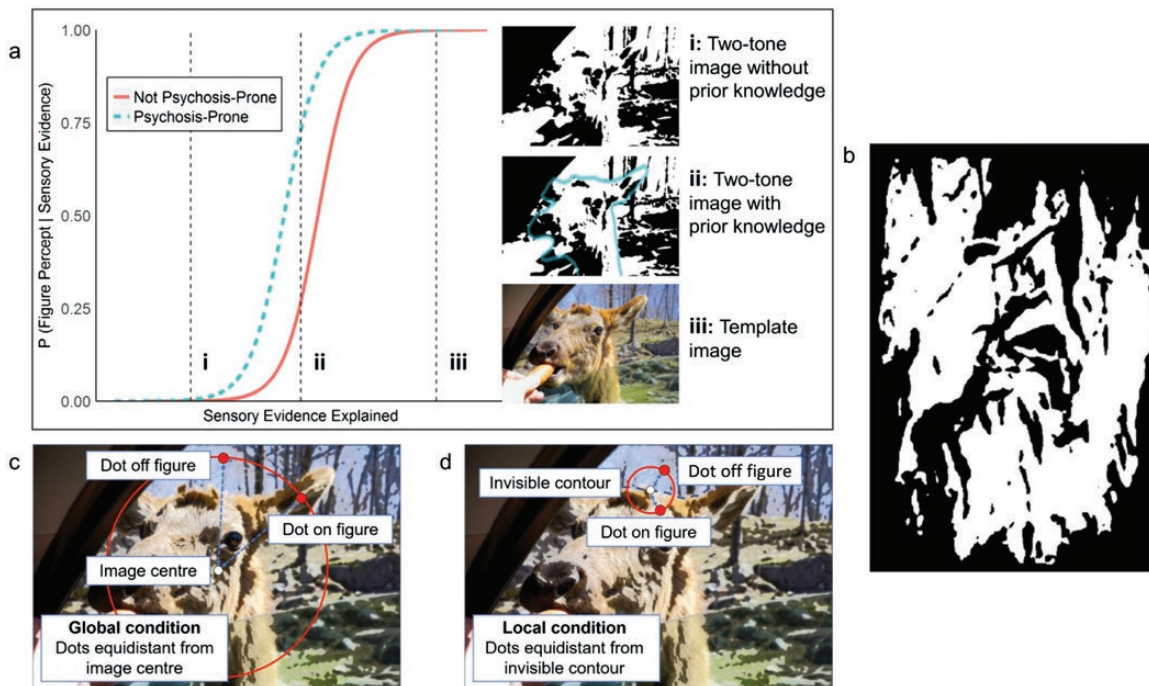 a
P (Figure Percept | Sensory Evidence)
1.00
0.75
0.50
0.25
0.00
Not Psychosis-Prone
Psychosis-Prone
i
ii
iii
Sensory Evidence Explained
i: Two-tone
image without
prior knowledge
ii: Two-tone
image with
prior knowledge
iii: Template
image
b
c
Dot off figure
Dot on figure
Image centre
Global condition
Dots equidistant from
image centre
d
Invisible contour
Dot off figure
Dot on figure
Local condition
Dots equidistant from
invisible contour